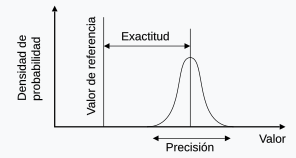 Densidad de
probabilidad
Valor de referencia
Exactitud
Valor
Precisión